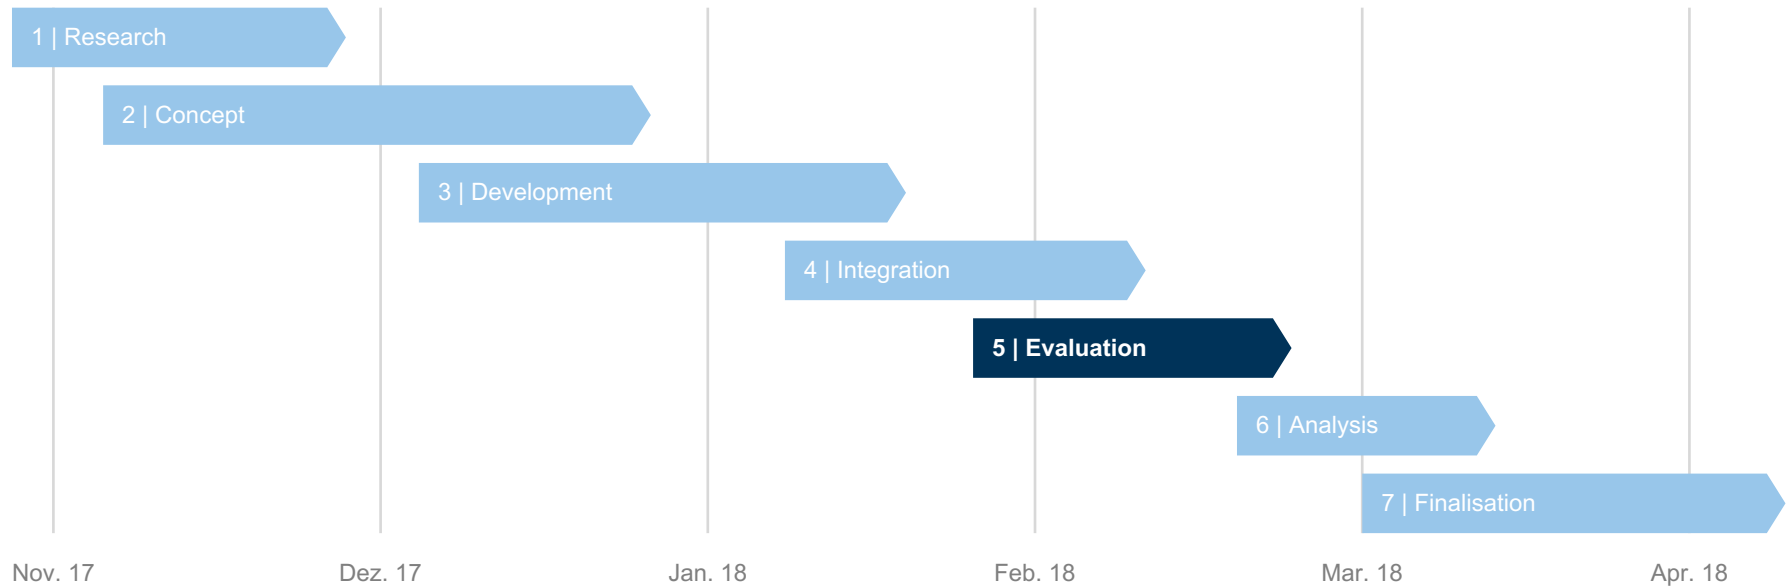 1 | Research
2 | Concept
3 | Development
4 | Integration
5 | Evaluation
6 | Analysis
7 | Finalisation
Nov. 17 Dez. 17 Jan. 18 Feb. 18 Mar. 18 Apr. 18